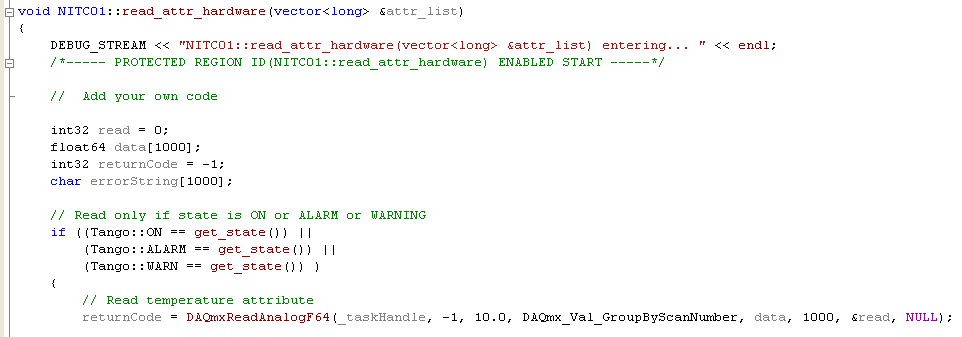 void NITC01::read_attr_hardware(vector<long> &attr_list)
{
DEBUG_STREAM << "NITC01::read_attr_hardware(vector<long> &attr_list) entering... " << endl;
/*----- PROTECTED REGION ID(NITC01::read_attr_hardware) ENABLED START -----*/
//  Add your own code
int32 read = 0;
float64 data[1000];
int32 returnCode = -1;
char errorString[1000];
// Read only if state is ON or ALARM or WARNING
if ((Tango::ON == get_state()) ||
(Tango::ALARM == get_state()) ||
(Tango::WARN == get_state()) )
{
// Read temperature attribute
returnCode = DAQmxReadAnalogF64(_taskHandle, -1, 10.0, DAQmx_Val_GroupByScanNumber, data, 1000, &read, NULL);